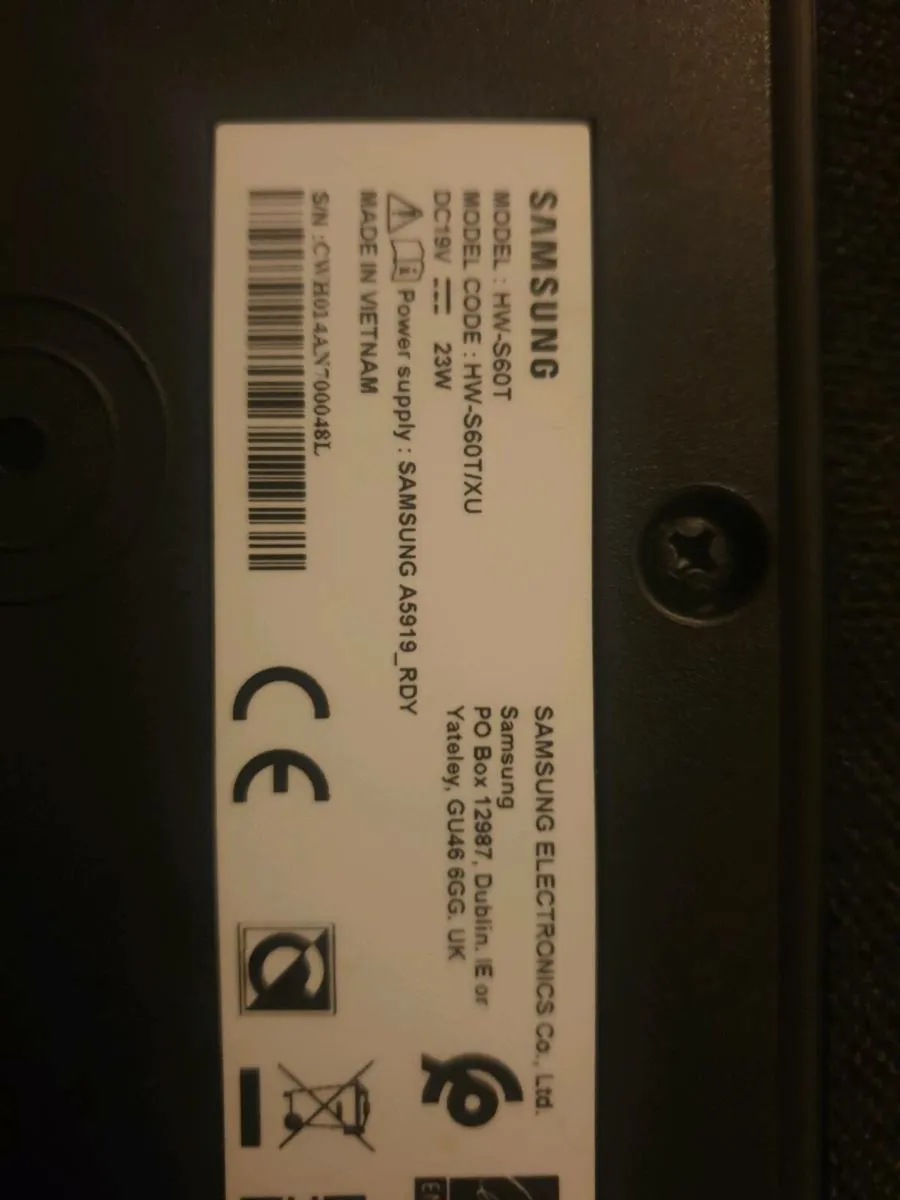 SAMSUNG
MODEL : HW-S60T
MODEL CODE : HW-S60T/XU
DC19V 23W
Power supply : SAMSUNG A5919_RDY
MADE IN VIETNAM
S/N :CWH014AN700048L
SAMSUNG ELECTRONICS Co., Ltd.
Samsung
PO Box 12987, Dublin. IE or
Yateley, GU46 6GG. UK
CE